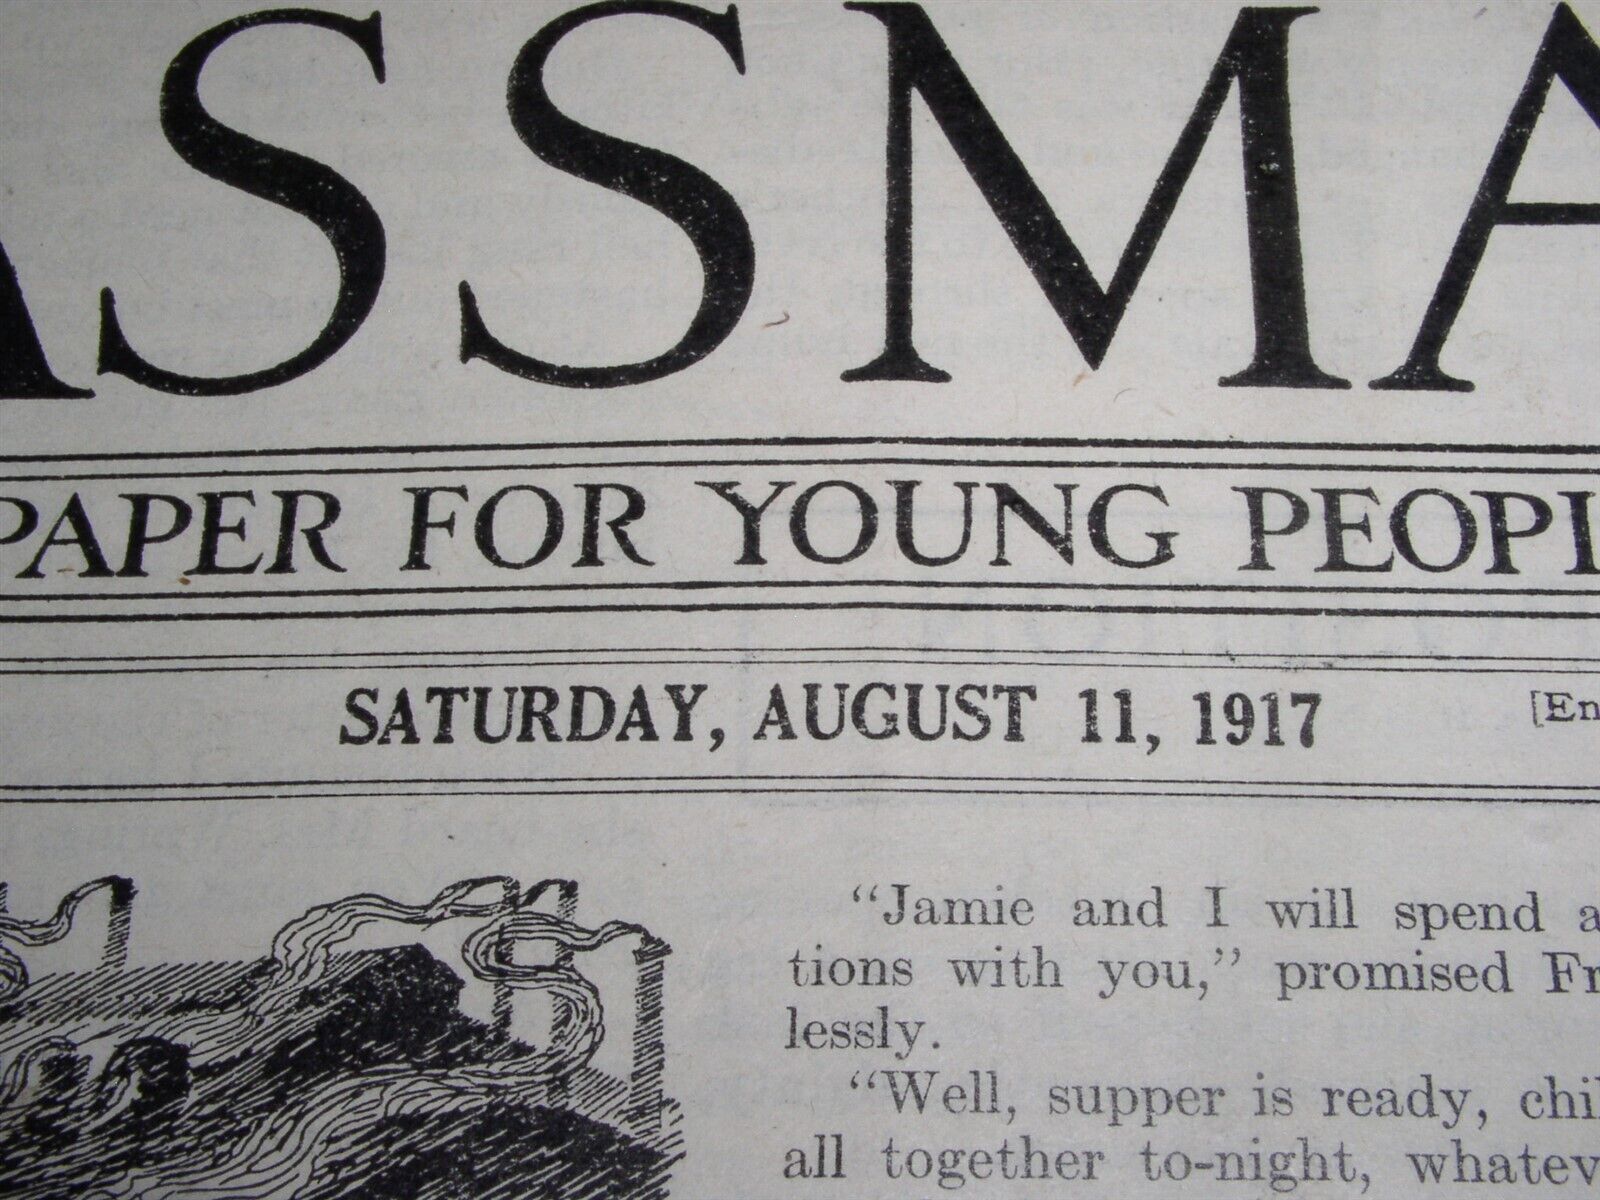 ASSMA
PAPER FOR YOUNG PEOPL
SATURDAY, AUGUST 11, 1917 [En
"Jamie and I will spend a
tions with you," promised Fr
lessly.
"Well, supper is ready, chil
all together to-night, whatev